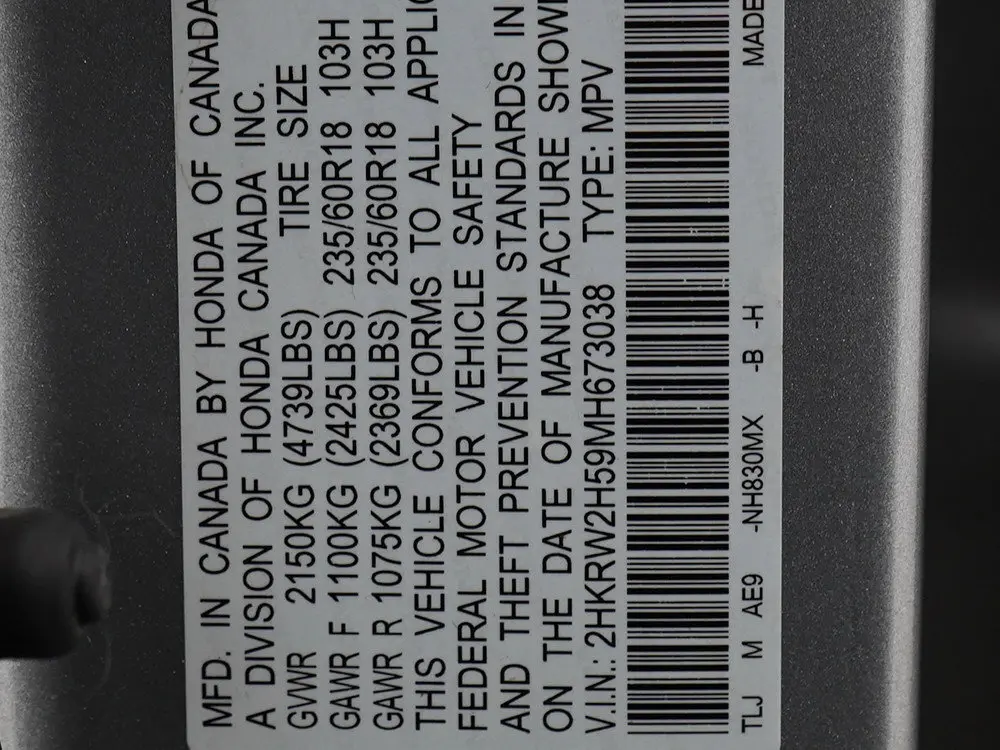 MFD. IN CANADA BY HONDA OF CANADA
A DIVISION OF HONDA CANADA INC.
GVWR 2150KG (4739LBS) TIRE SIZE
GAWR F 1100KG (2425LBS) 235/60R18 103H
GAWR R 1075KG (2369LBS) 235/60R18 103H
THIS VEHICLE CONFORMS TO ALL APPLIC
FEDERAL MOTOR VEHICLE SAFETY
AND THEFT PREVENTION STANDARDS IN
ON THE DATE OF MANUFACTURE SHOWN
V.I.N.: 2HKRW2H59MH673038 TYPE: MPV
TLJ M AE9 -NH830MX -B -H MADE